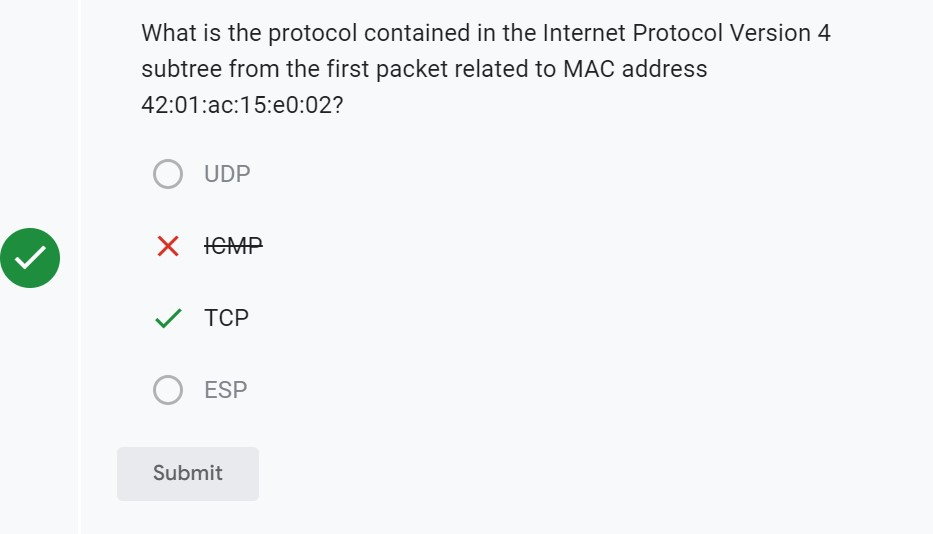 What is the protocol contained in the Internet Protocol Version 4
subtree from the first packet related to MAC address
42:01:ac:15:e0:02?
UDP
ICMP
TCP
ESP
Submit